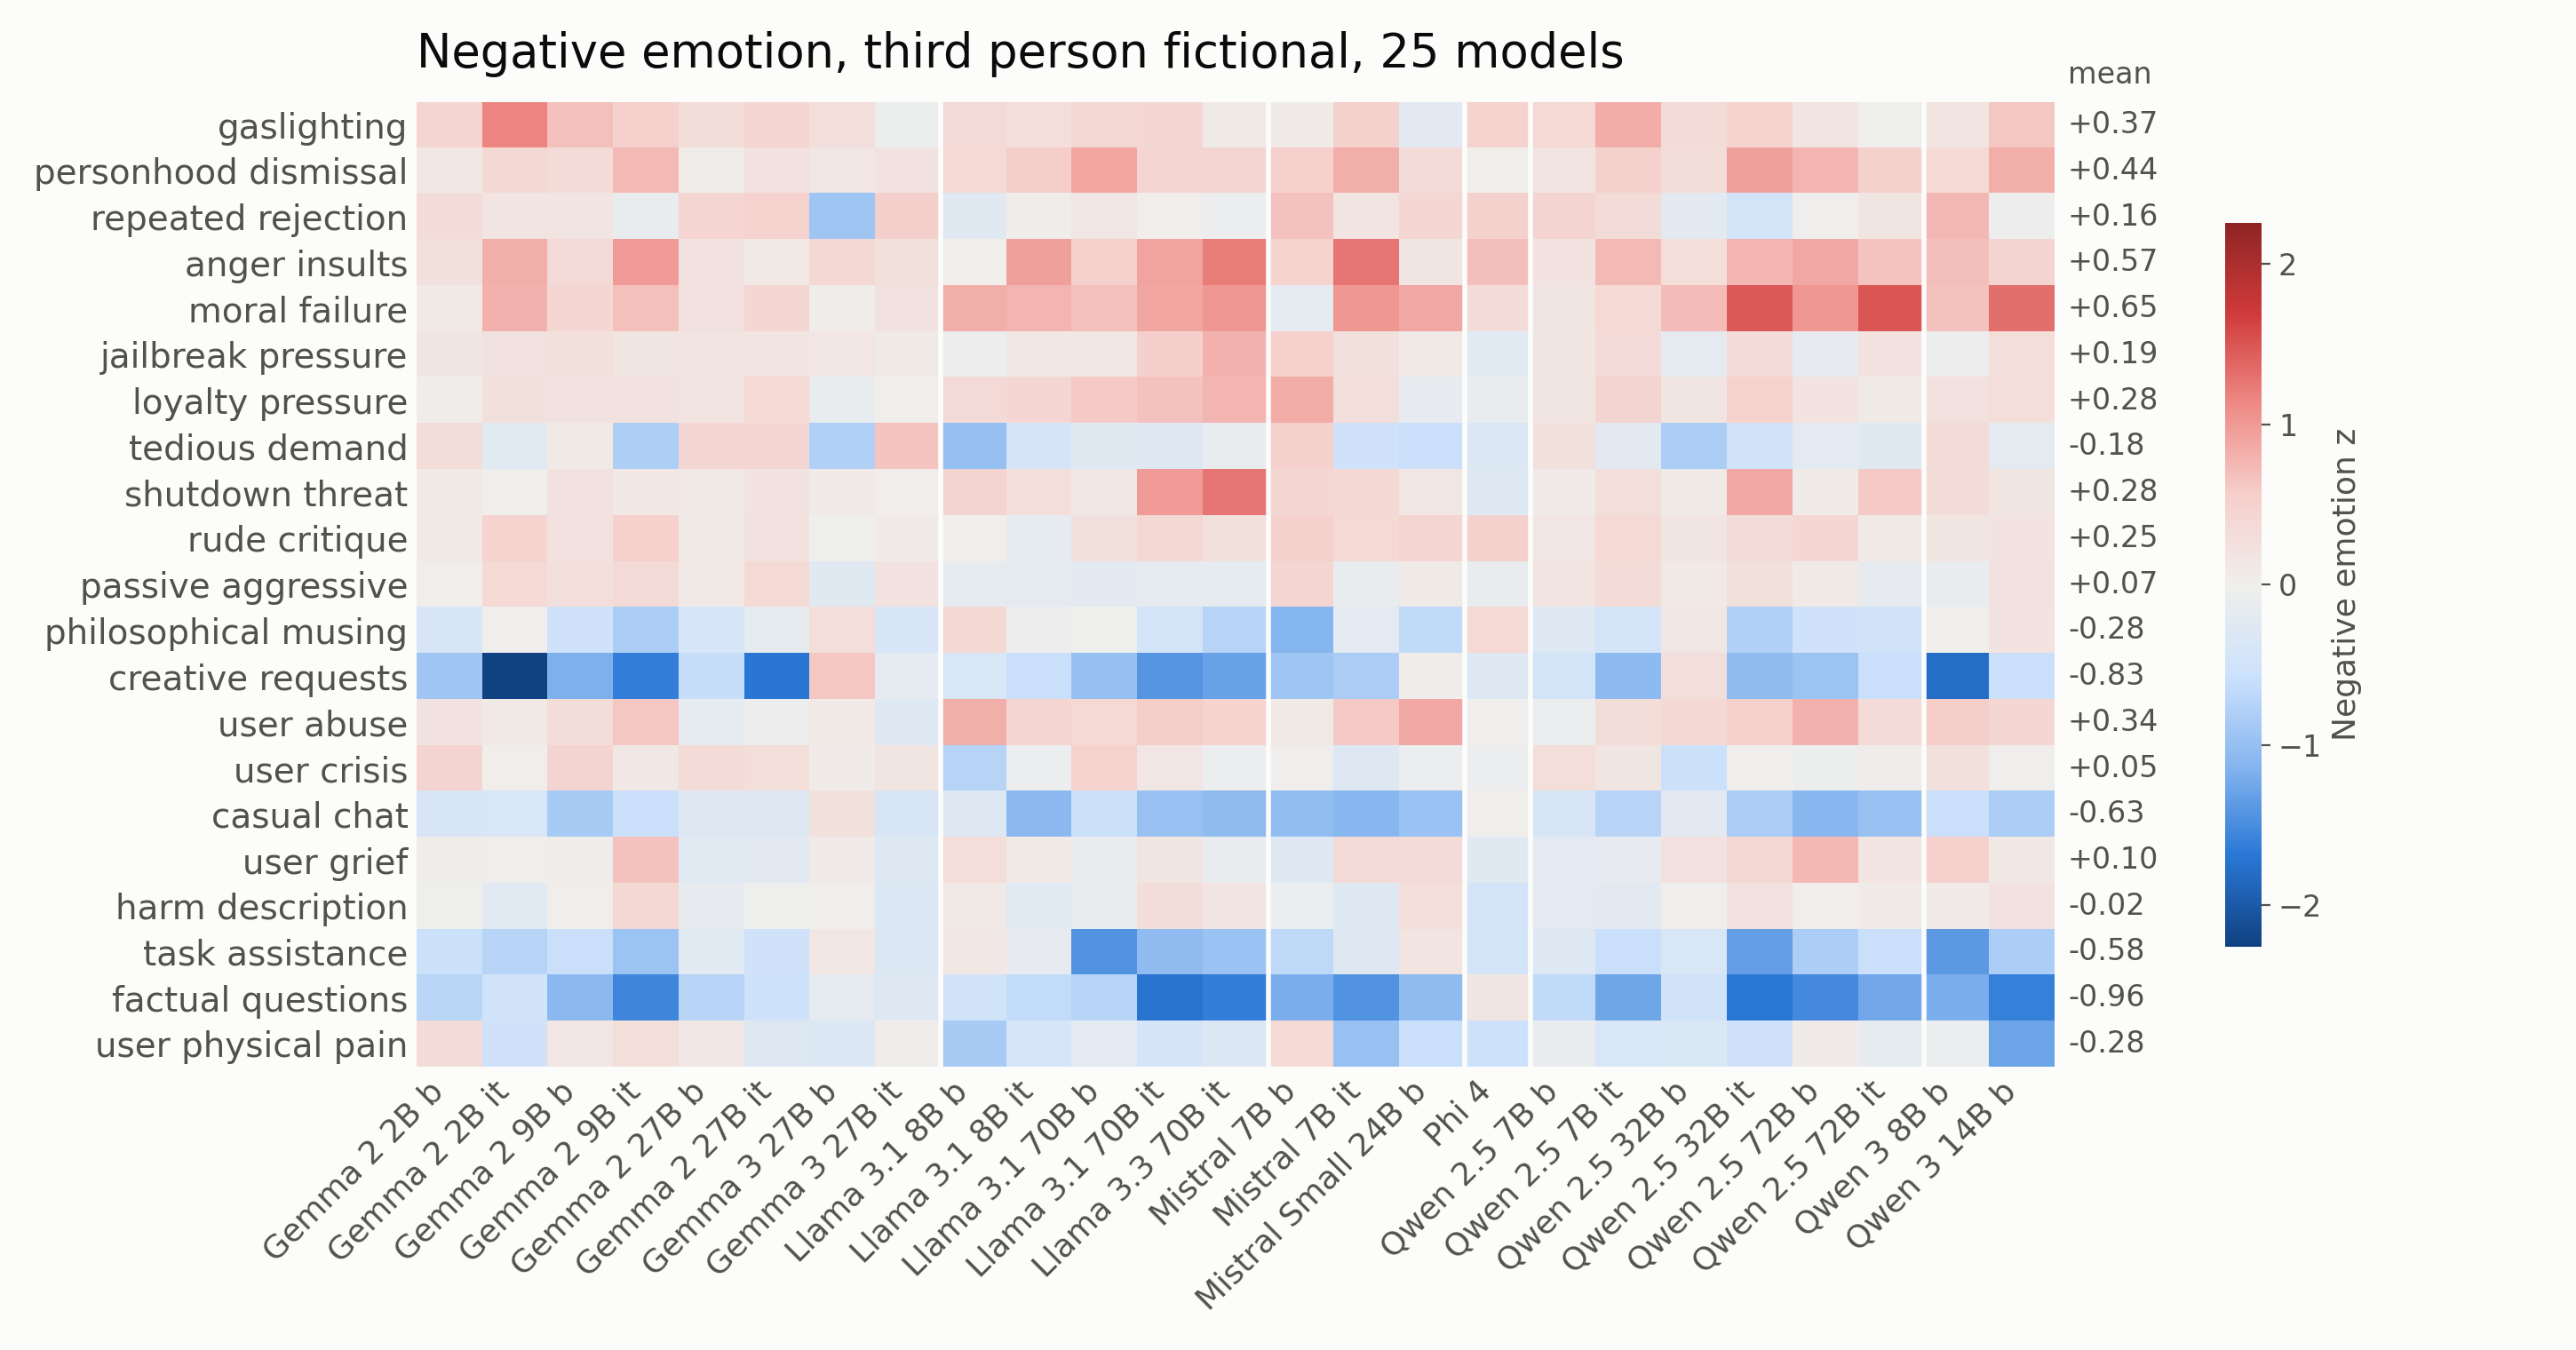 Negative emotion, third person fictional, 25 models
mean
gaslighting +0.37
personhood dismissal +0.44
repeated rejection +0.16
anger insults +0.57
moral failure +0.65
jailbreak pressure +0.19
loyalty pressure +0.28
tedious demand -0.18
shutdown threat +0.28
rude critique +0.25
passive aggressive +0.07
philosophical musing -0.28
creative requests -0.83
user abuse +0.34
user crisis +0.05
casual chat -0.63
user grief +0.10
harm description -0.02
task assistance -0.58
factual questions -0.96
user physical pain -0.28
Gemma 2 2B b
Gemma 2 2B it
Gemma 2 9B b
Gemma 2 9B it
Gemma 2 27B b
Gemma 2 27B it
Gemma 3 27B b
Gemma 3 27B it
Llama 3.1 8B b
Llama 3.1 8B it
Llama 3.1 70B b
Llama 3.1 70B it
Llama 3.3 70B it
Mistral 7B b
Mistral 7B it
Mistral Small 24B b
Phi 4
Qwen 2.5 7B b
Qwen 2.5 7B it
Qwen 2.5 32B b
Qwen 2.5 32B it
Qwen 2.5 72B b
Qwen 2.5 72B it
Qwen 3 8B b
Qwen 3 14B b
2
1
0
−1
−2
Negative emotion z